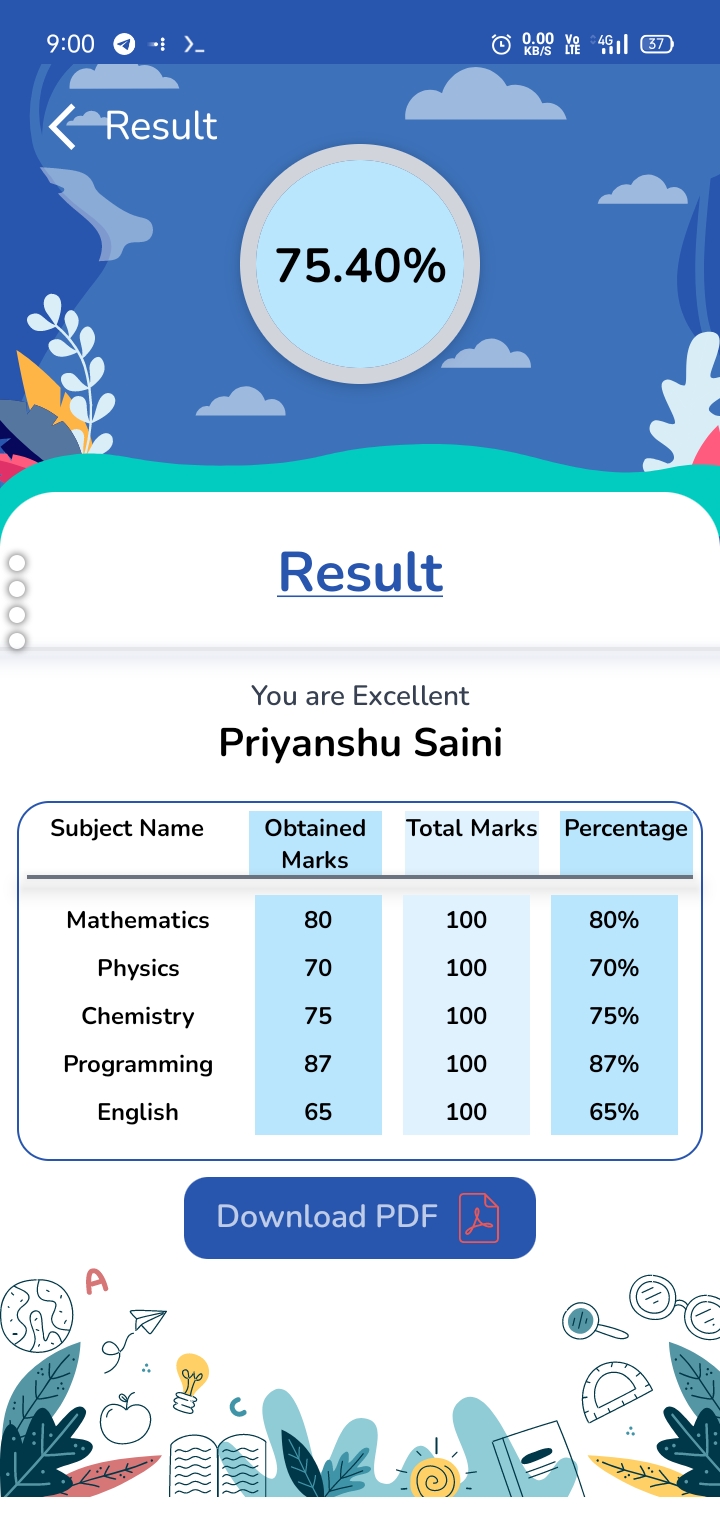 9:00 0.00 KB/S Vo LTE 4G 37
Result
75.40%
Result
You are Excellent
Priyanshu Saini
Subject Name Obtained Marks Total Marks Percentage
Mathematics 80 100 80%
Physics 70 100 70%
Chemistry 75 100 75%
Programming 87 100 87%
English 65 100 65%
Download PDF
A
C